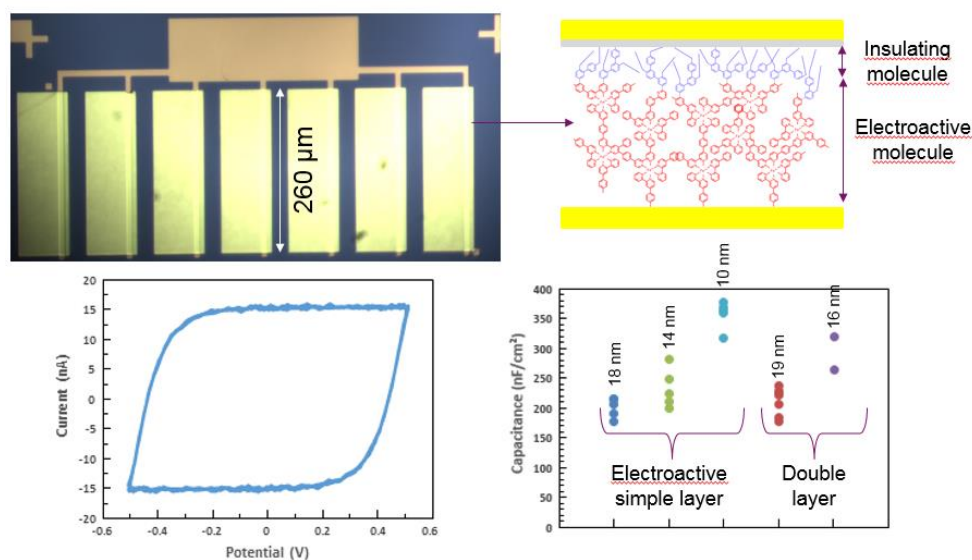 260 µm
Insulating
molecule
Electroactive
molecule
20
15
10
5
0
-5
-10
-15
-20
-0.6
-0.4
-0.2
0
0.2
0.4
0.6
Current (nA)
Potential (V)
400
350
300
250
200
150
100
50
0
Capacitance (nF/cm²)
18 nm
14 nm
10 nm
19 nm
16 nm
Electroactive
simple layer
Double
layer